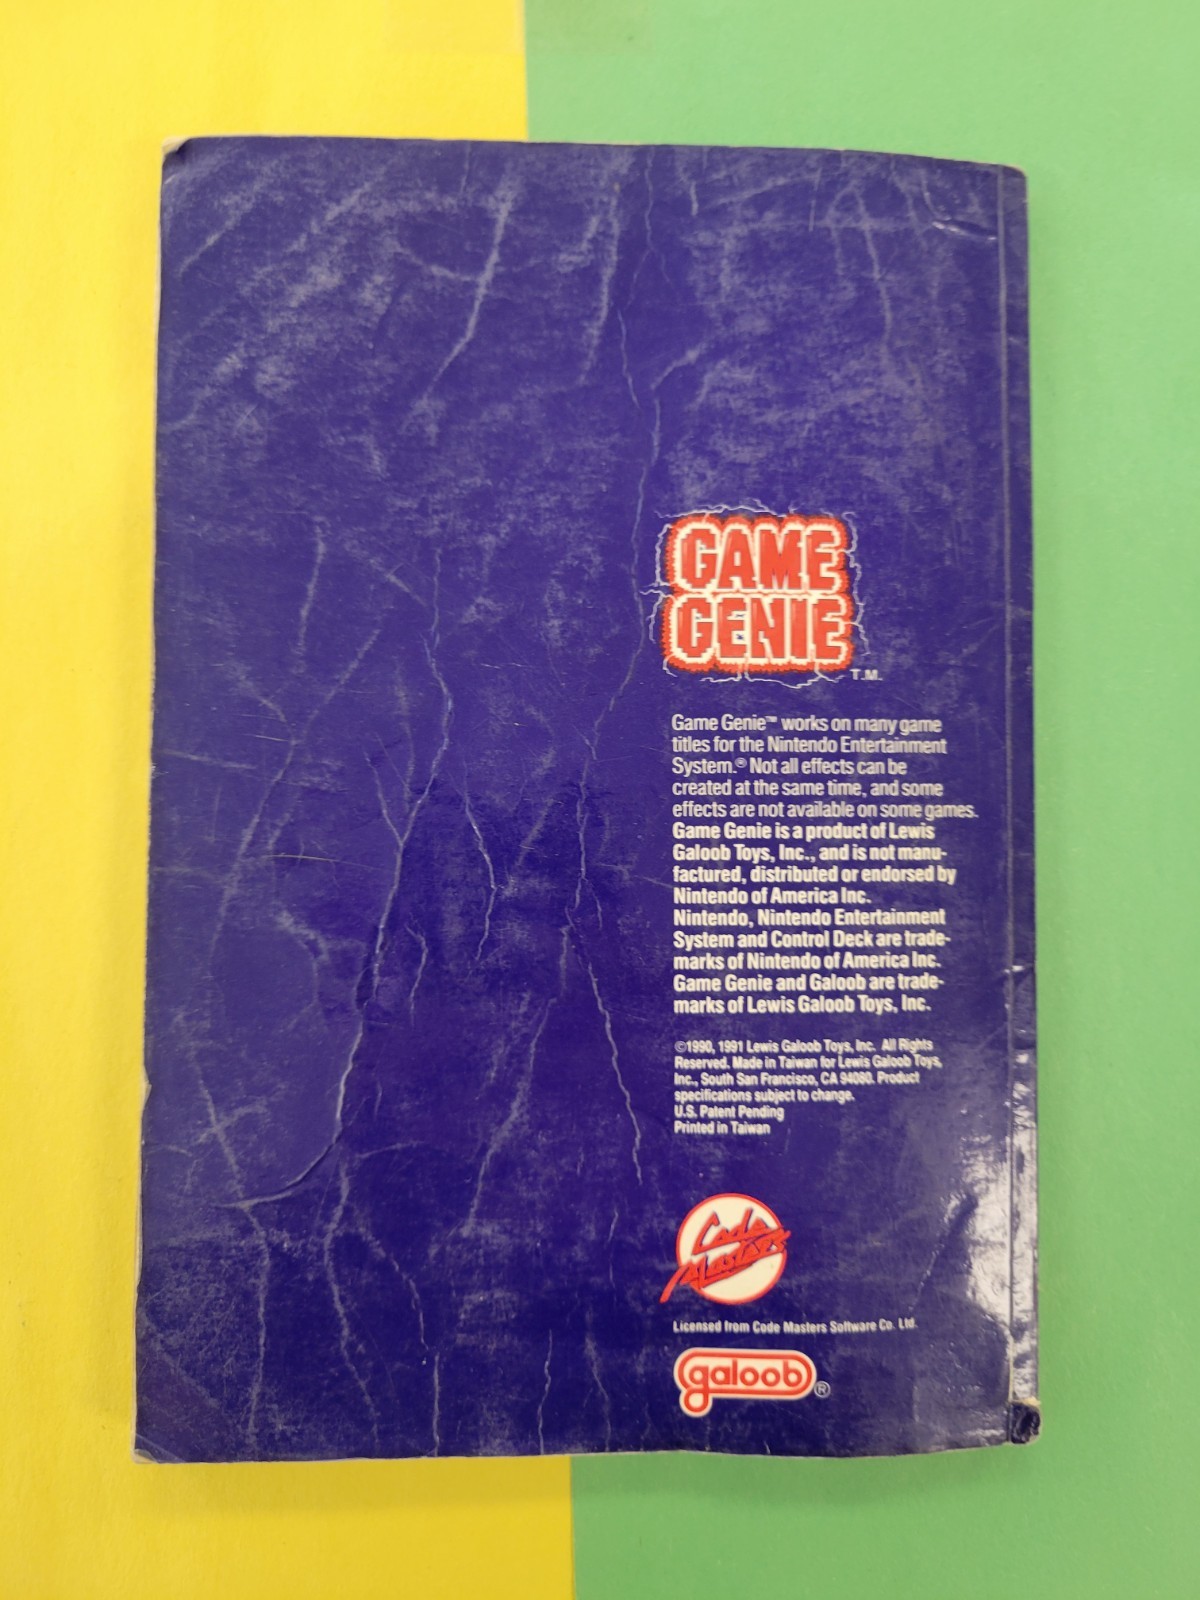 GAME
GENIE
T.M.
Game Genie™ works on many game
titles for the Nintendo Entertainment
System.® Not all effects can be
created at the same time, and some
effects are not available on some games.
Game Genie is a product of Lewis
Galoob Toys, Inc., and is not manu-
factured, distributed or endorsed by
Nintendo of America Inc.
Nintendo, Nintendo Entertainment
System and Control Deck are trade-
marks of Nintendo of America Inc.
Game Genie and Galoob are trade-
marks of Lewis Galoob Toys, Inc.
©1990, 1991 Lewis Galoob Toys, Inc. All Rights
Reserved. Made in Taiwan for Lewis Galoob Toys,
Inc., South San Francisco, CA 94080. Product
specifications subject to change.
U.S. Patent Pending
Printed in Taiwan
Code
Masters
Licensed from Code Masters Software Co. Ltd.
galoob®